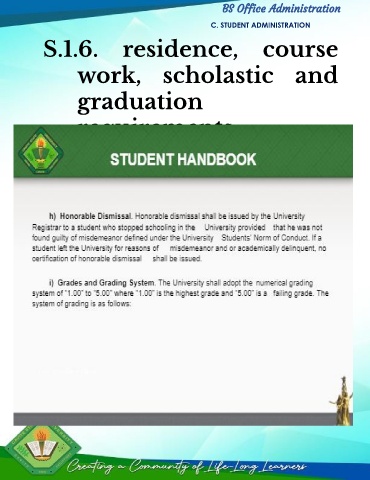 BS Office Administration
C. STUDENT ADMINISTRATION
S.1.6. residence, course
work, scholastic and
graduation
requirements
STUDENT HANDBOOK
h) Honorable Dismissal. Honorable dismissal shall be issued by the University
Registrar to a student who stopped schooling in the University provided that he was not
found guilty of misdemeanor defined under the University Students' Norm of Conduct. If a
student left the University for reasons of misdemeanor and or academically delinquent, no
certification of honorable dismissal shall be issued.
i) Grades and Grading System. The University shall adopt the numerical grading
system of "1.00" to "5.00" where "1.00" is the highest grade and "5.00" is a failing grade. The
system of grading is as follows:
Creating a Community of Life-Long Learners